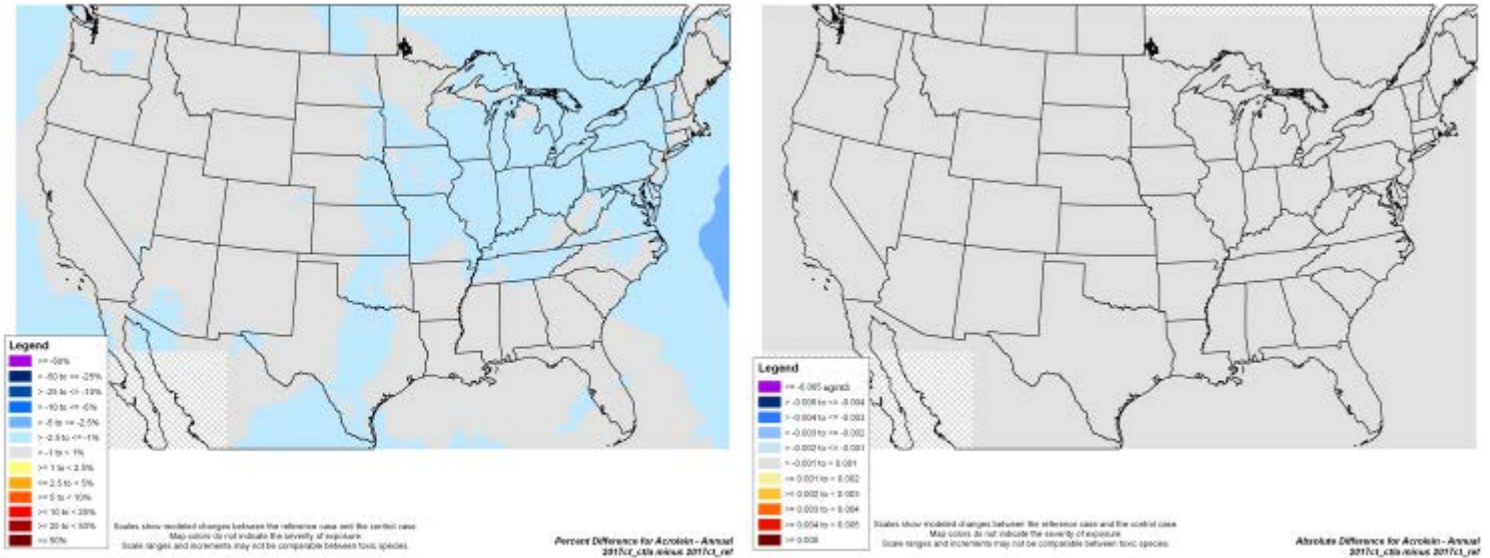 Legend
<= -50%
> -50 to <= -25%
> -25 to <= -10%
> -10 to <= -5%
> -5 to <= -2.5%
> -2.5 to <= -1%
> -1 to < 1%
>= 1 to < 2.5%
>= 2.5 to < 5%
>= 5 to < 10%
>= 10 to < 25%
>= 50%
Scales show modeled changes between the reference case and the control case.
Map colors do not indicate the severity of exposure.
Scale ranges and increments may not be comparable between toxic species.
Percent Difference for Acrolein - Annual
2017ct_ctla minus 2017ct_ref
Legend
<= -0.005 ug/m3
> -0.005 to <= -0.004
> -0.004 to <= -0.003
> -0.003 to <= -0.002
> -0.002 to <= -0.001
> -0.001 to < 0.001
>= 0.001 to < 0.002
>= 0.002 to < 0.003
>= 0.003 to < 0.004
>= 0.004 to < 0.005
>= 0.005
Scales show modeled changes between the reference case and the control case.
Map colors do not indicate the severity of exposure.
Scale ranges and increments may not be comparable between toxic species.
Absolute Difference for Acrolein - Annual
2017ct_ctla minus 2017ct_ref